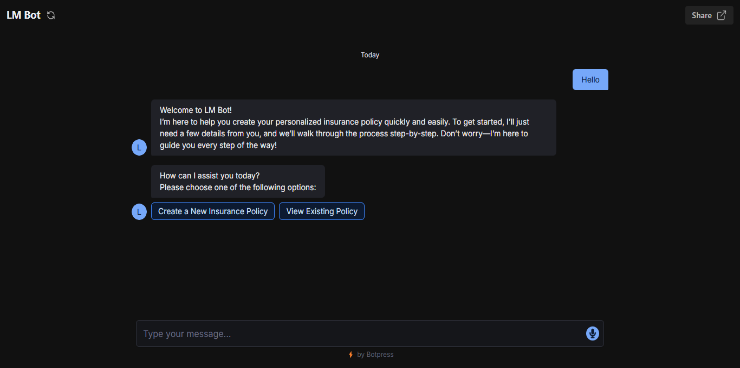 LM Bot
Share
Today
Hello
Welcome to LM Bot!
I'm here to help you create your personalized insurance policy quickly and easily. To get started, I'll just
need a few details from you, and we'll walk through the process step-by-step. Don't worry—I'm here to
guide you every step of the way!
L
How can I assist you today?
Please choose one of the following options:
L
Create a New Insurance Policy
View Existing Policy
Type your message...
by Botpress